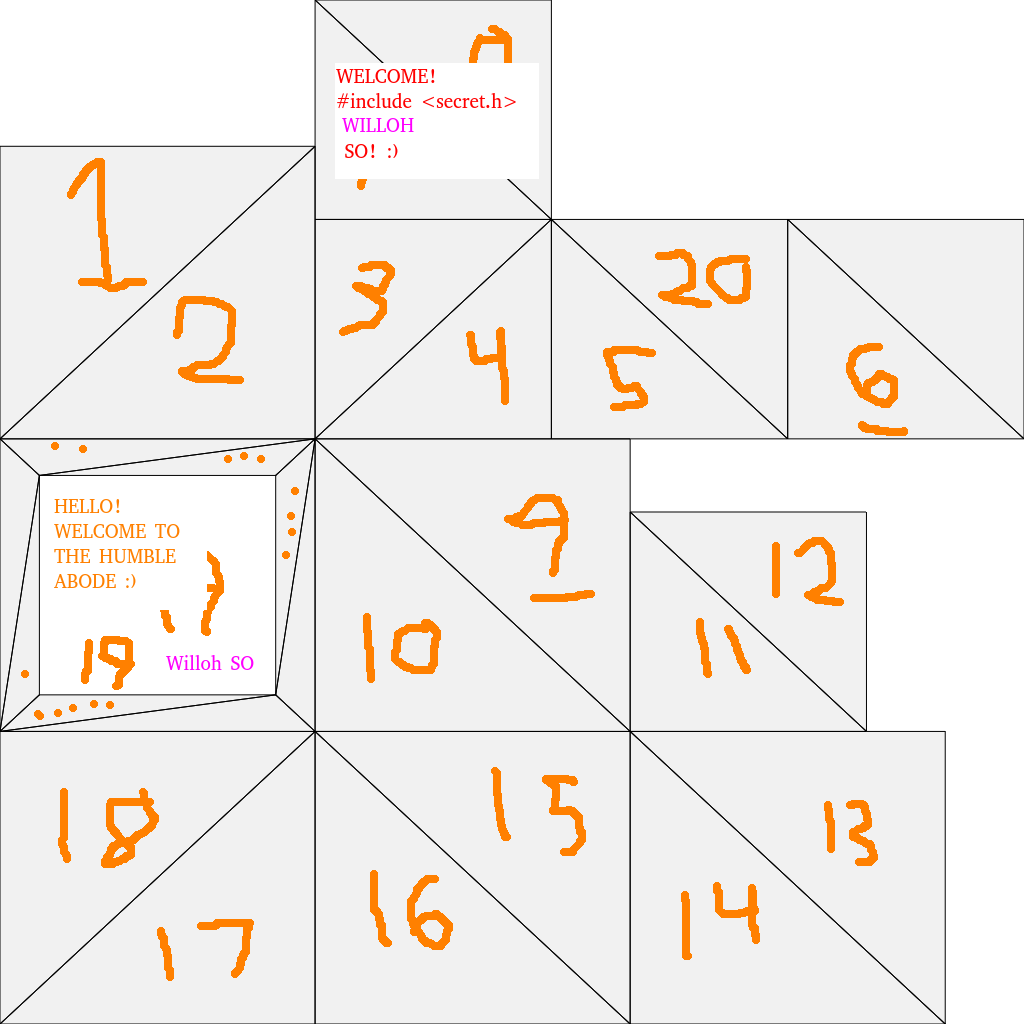 WELCOME!
#include <secret.h>
WILLOH
SO! :)
1
2
3
4
20
5
6
HELLO!
WELCOME TO
THE HUMBLE
ABODE :)
19
Willoh SO
9
10
12
11
18
17
15
16
13
14